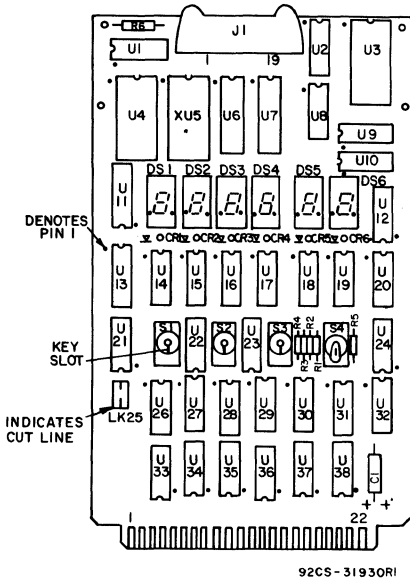 R6
J1
U1
1 19
U2
U3
U4
XU5
U6
U7
U8
U9
U10
DS1 DS2 DS3 DS4 DS5 DS6
U11
U12
DENOTES PIN 1
CR1 CR2 CR3 CR4 CR5 CR6
U13
U14
U15
U16
U17
U18
U19
U20
R4
R2
R3
R1
R5
U21
S1
U22
S2
U23
S3
S4
U24
KEY SLOT
INDICATES CUT LINE
LK25
U26
U27
U28
U29
U30
U31
U32
U33
U34
U35
U36
U37
U38
C1
+ +
1 22
92CS-31930R1